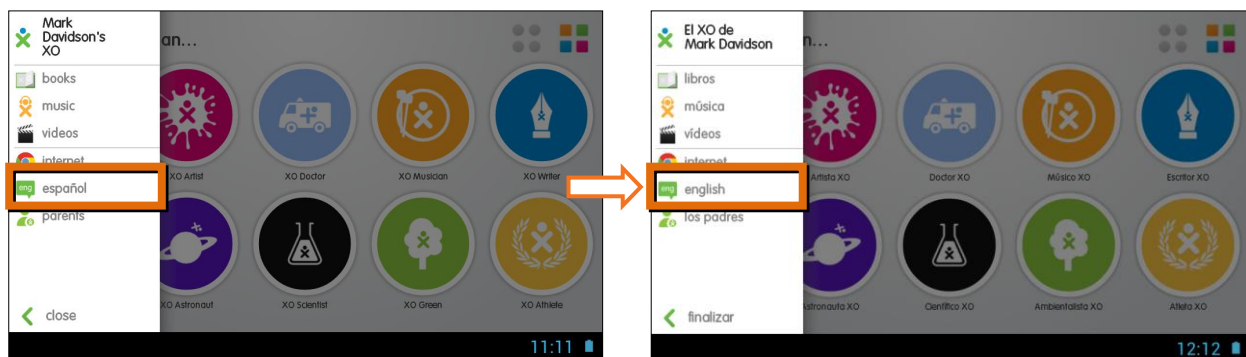 Mark
Davidson's
XO
an...
books
music
videos
internet
eng español
parents
XO Artist
XO Doctor
XO Musician
XO Writer
XO Astronaut
XO Scientist
XO Green
XO Athlete
close
11:11
El XO de
Mark Davidson
n...
libros
música
vídeos
internet
eng english
los padres
Artista XO
Doctor XO
Músico XO
Escritor XO
Astronauta XO
Científico XO
Ambientalista XO
Atleta XO
finalizar
12:12